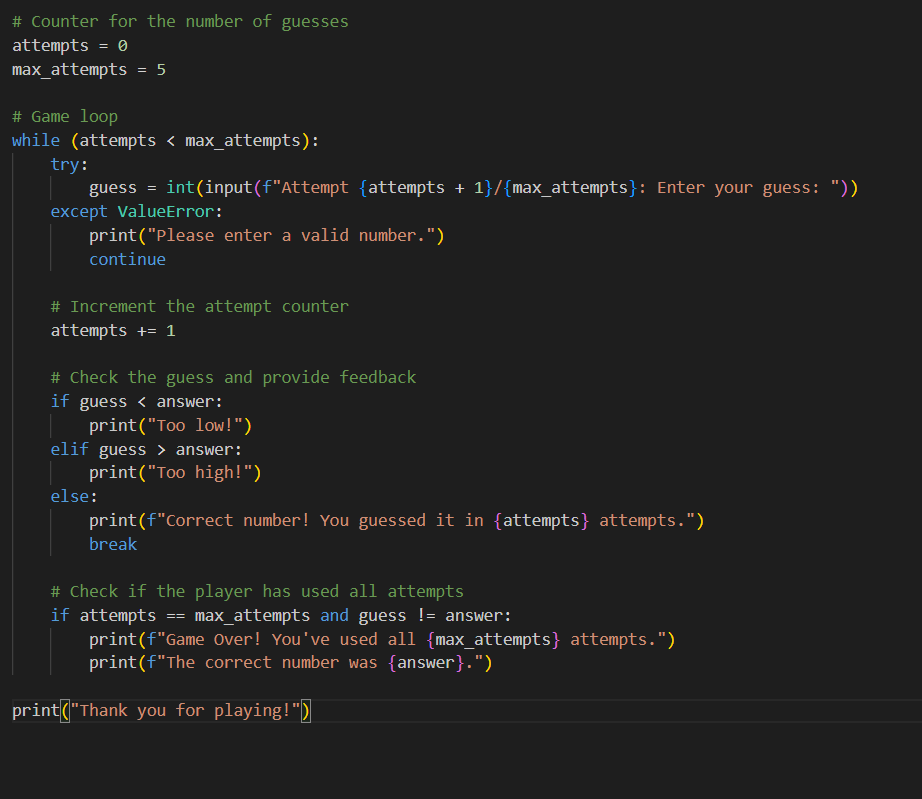 # Counter for the number of guesses
attempts = 0
max_attempts = 5

# Game loop
while (attempts < max_attempts):
    try:
        guess = int(input(f"Attempt {attempts + 1}/{max_attempts}: Enter your guess: "))
    except ValueError:
        print("Please enter a valid number.")
        continue

    # Increment the attempt counter
    attempts += 1

    # Check the guess and provide feedback
    if guess < answer:
        print("Too low!")
    elif guess > answer:
        print("Too high!")
    else:
        print(f"Correct number! You guessed it in {attempts} attempts.")
        break

    # Check if the player has used all attempts
    if attempts == max_attempts and guess != answer:
        print(f"Game Over! You've used all {max_attempts} attempts.")
        print(f"The correct number was {answer}.")

print("Thank you for playing!")